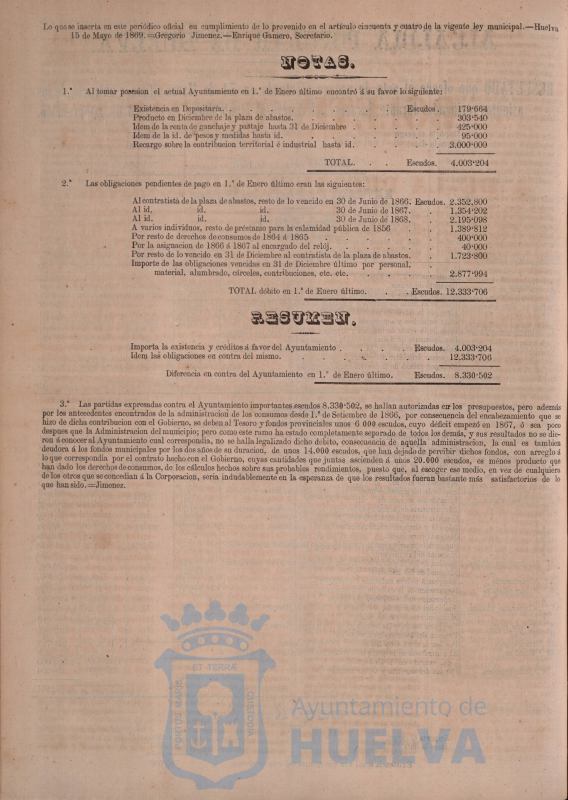 Lo que se inserta en este periódico oficial en cumplimiento de lo prevenido en el artículo cincuenta y cuatro de la vigente ley municipal.—Huelva
15 de Mayo de 1869.=Gregorio Jimenez.—Enrique Gamero, Secretario.
NOTAS.
1.ª Al tomar posesion el actual Ayuntamiento en 1.° de Enero último encontró á su favor lo siguiente:
Existencia en Depositaría. . . . . . . . . . Escudos. 179·664
Producto en Diciembre de la plaza de abastos. . . . . . . 303·540
Idem de la renta de ganchaje y pastaje hasta 31 de Diciembre . . . . . 425·000
Idem de la id. de pesos y medidas hasta id. . . . . . . 95·000
Recargo sobre la contribucion territorial é industrial hasta id. . . . . 3.000·000
TOTAL. . . Escudos. 4.003·204
2.ª Las obligaciones pendientes de pago en 1.° de Enero último eran las siguientes:
Al contratista de la plaza de abastos, resto de lo vencido en 30 de Junio de 1866. Escudos. 2.352,800
Al id. id. id. 30 de Junio de 1867. . 1.354·202
Al id. id. id. 30 de Junio de 1868. . 2.195·098
A varios individuos, resto de préstamo para la calamidad pública de 1856 . 1.389·812
Por resto de derechos de consumos de 1864 á 1865 . . . . . 400·000
Por la asignacion de 1866 á 1867 al encargado del reloj. . . . . 40·000
Por resto de lo vencido en 31 de Diciembre al contratista de la plaza de abastos. . 1.723·800
Importe de las obligaciones vencidas en 31 de Diciembre último por personal,
material, alumbrado, cárceles, contribuciones, etc. etc. . . . . 2.877·994
TOTAL débito en 1.° de Enero último. . . Escudos. 12.333·706
RESUMEN.
Importa la existencia y créditos á favor del Ayuntamiento . . . . Escudos. 4.003·204
Idem las obligaciones en contra del mismo. . . . . . . 12.333·706
Diferencia en contra del Ayuntamiento en 1.° de Enero último. Escudos. 8.330·502
3.ª Las partidas expresadas contra el Ayuntamiento importantes escudos 8.330·502, se hallan autorizadas en los presupuestos, pero además
por los antecedentes encontrados de la administracion de los consumos desde 1.° de Setiembre de 1866, por consecuencia del encabezamiento que se
hizo de dicha contribucion con el Gobierno, se deben al Tesoro y fondos provinciales unos 6 000 escudos, cuyo déficit empezó en 1867, ó sea poco
despues que la Administracion del municipio; pero como este ramo ha estado completamente separado de todos los demás, y sus resultados no se die-
ron á conocer al Ayuntamiento cual correspondia, no se halla legalizado dicho débito, consecuencia de aquella administracion, la cual es tambien
deudora á los fondos municipales por los dos años de su duracion, de unos 14.000 escudos, que han dejado de percibir dichos fondos, con arreglo á
lo que correspondia por el contrato hecho con el Gobierno, cuyas cantidades que juntas ascienden á unos 20.000 escudos, es ménos producto que
han dado los derechos de consumos, de los cálculos hechos sobre sus probables rendimientos, puesto que, al escoger ese medio, en vez de cualquiera
de los otros que se concedian á la Corporacion, seria indudablemente en la esperanza de que los resultados fueran bastante más satisfactorios de lo
que han sido.=Jimenez.
ET TERRÆ
PORTUS MARIS
CUSTODIA
Ayuntamiento de
HUELVA